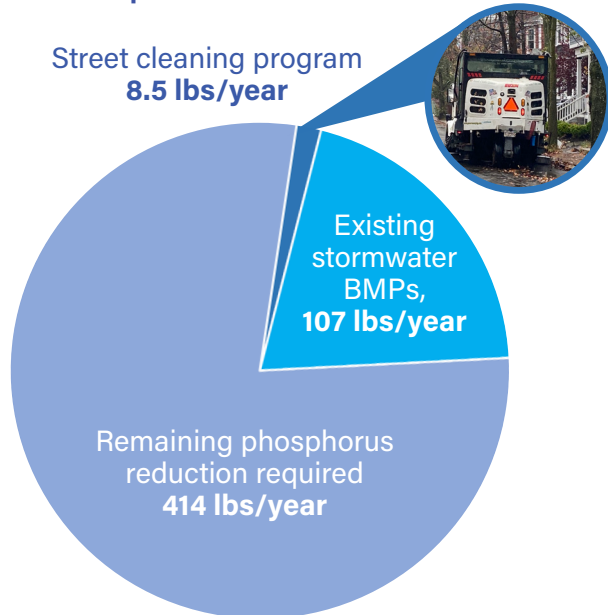 Street cleaning program
8.5 lbs/year
Existing
stormwater
BMPs,
107 lbs/year
Remaining phosphorus
reduction required
414 lbs/year